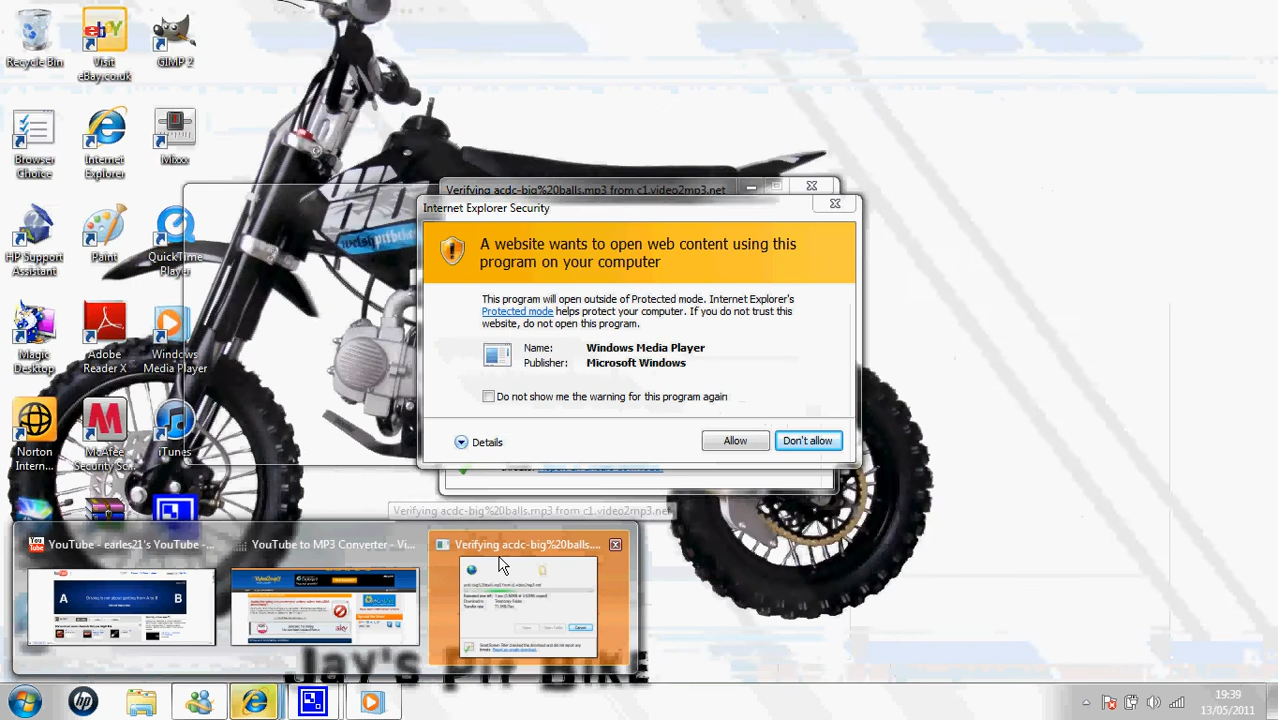 Recycle Bin
Visit
eBay.co.uk
GIMP 2
Browser
Choice
Internet
Explorer
Mixxx
HP Support
Assistant
Paint
QuickTime
Player
Magic
Desktop
Adobe
Reader X
Windows
Media Player
Norton
Intern...
McAfee
Security Sc...
iTunes
Verifying acdc-big%20balls.mp3 from c1.video2mp3.net
Internet Explorer Security
A website wants to open web content using this
program on your computer
This program will open outside of Protected mode. Internet Explorer's
Protected mode helps protect your computer. If you do not trust this
website, do not open this program.
Name: Windows Media Player
Publisher: Microsoft Windows
Do not show me the warning for this program again
Details
Allow
Don't allow
Verifying acdc-big%20balls.mp3 from c1.video2mp3.net
YouTube - earles21's YouTube -...
YouTube to MP3 Converter - Vi...
Verifying acdc-big%20balls....
A
B
Jay's Pit Bike
19:39
13/05/2011